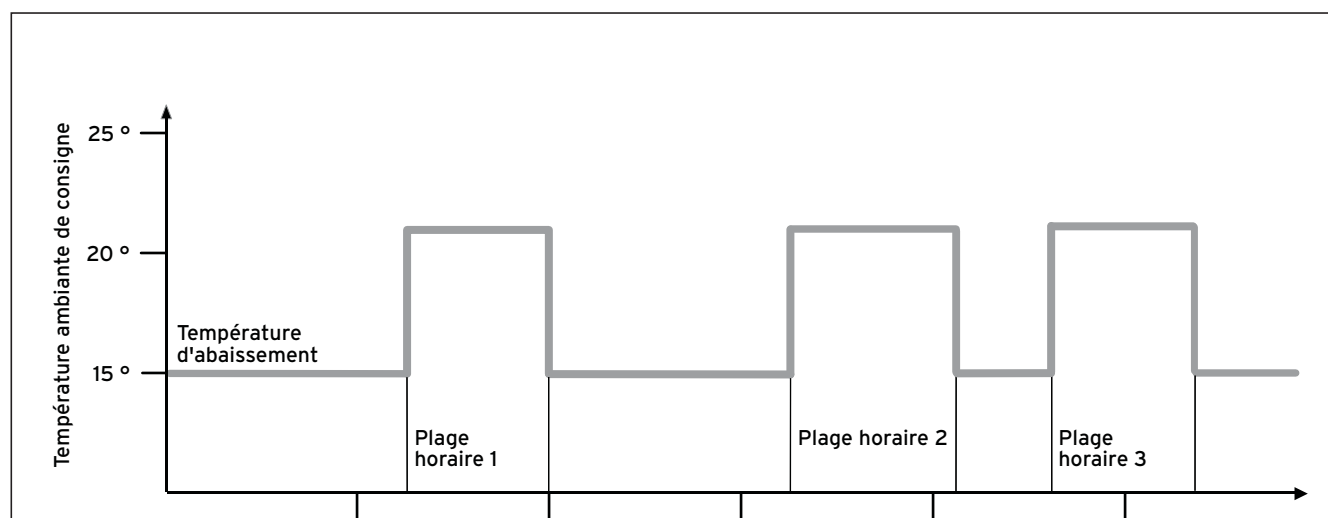 Température ambiante de consigne
25 °
20 °
15 °
Température
d'abaissement
Plage
horaire 1
Plage horaire 2
Plage
horaire 3